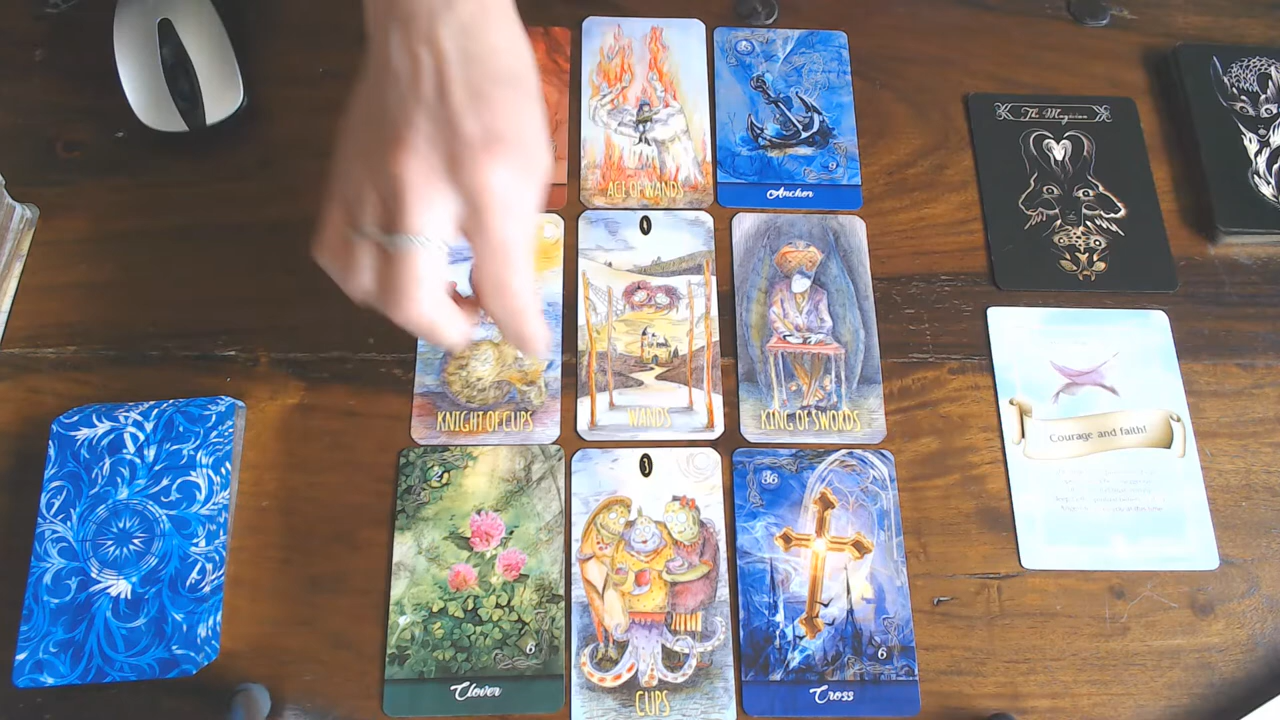 ACE OF WANDS
35
9
Anchor
The Magician
KNIGHT OF CUPS
WANDS
KING OF SWORDS
Courage and faith!
6
Clover
3
CUPS
36
6
Cross